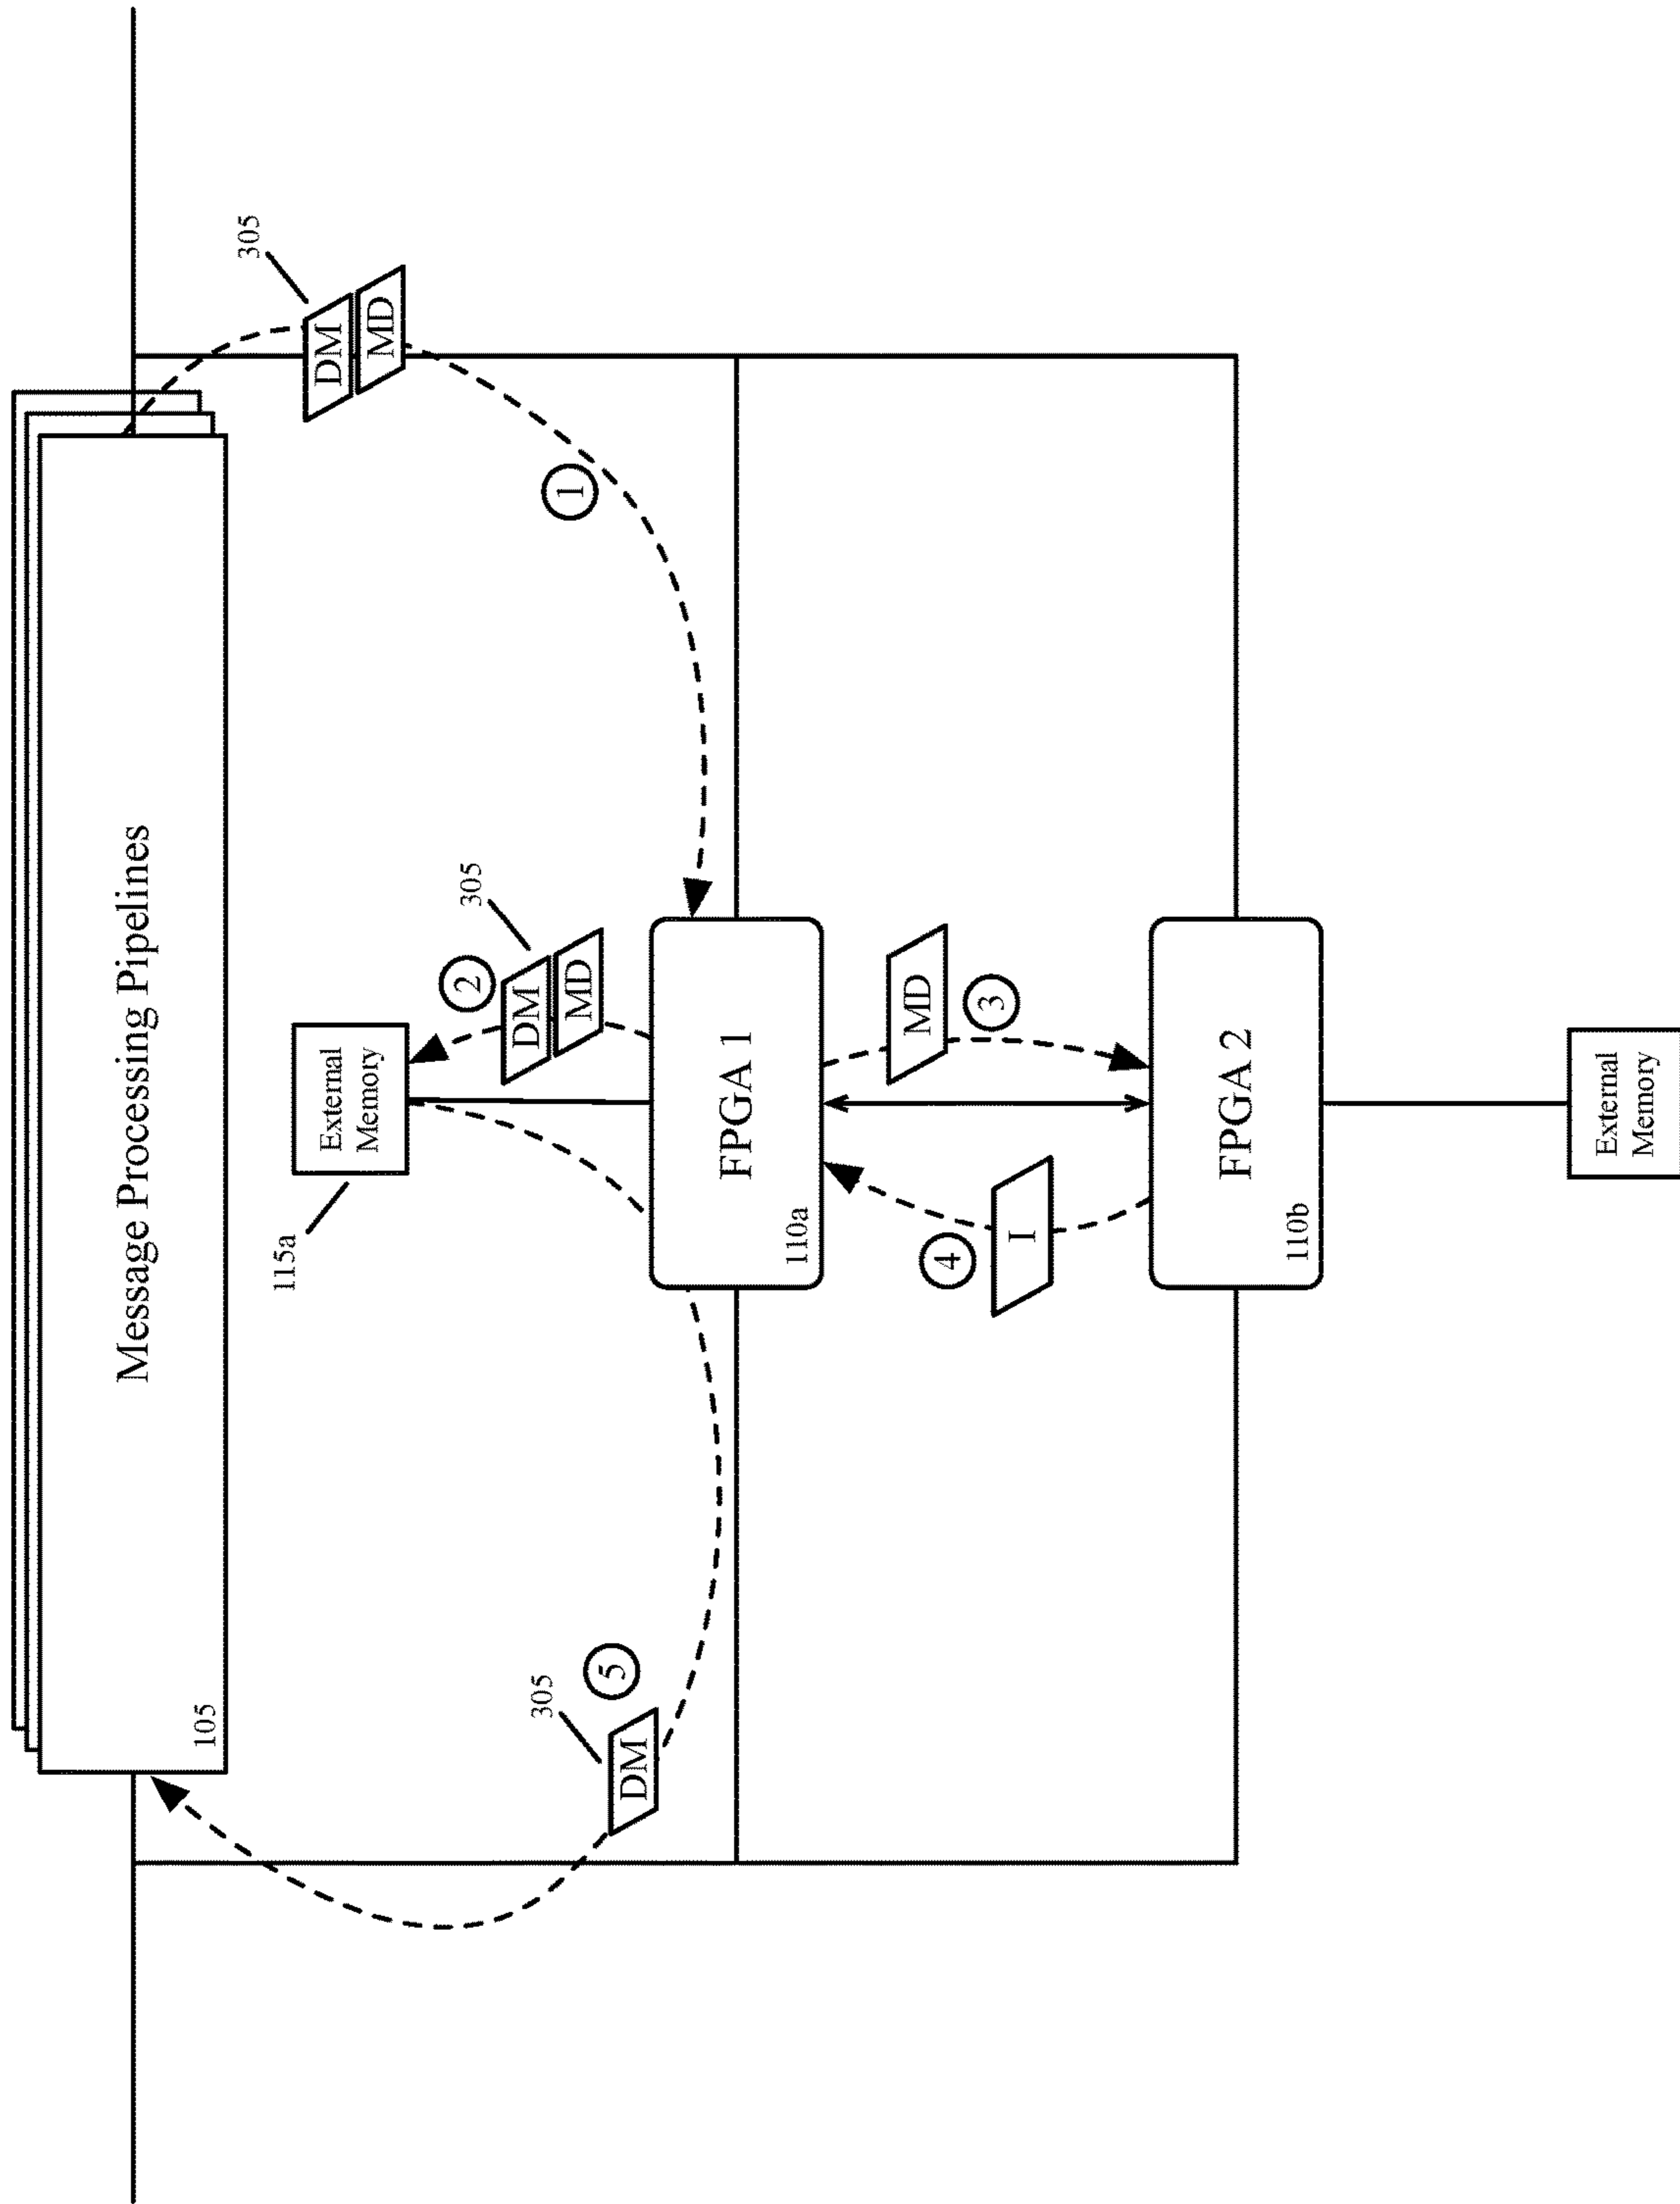 Message Processing Pipelines
105
305
DM
MD
115a
External
Memory
2
305
DM
MD
1
305
5
DM
FPGA 1
110a
MD
4
3
I
FPGA 2
110b
External
Memory